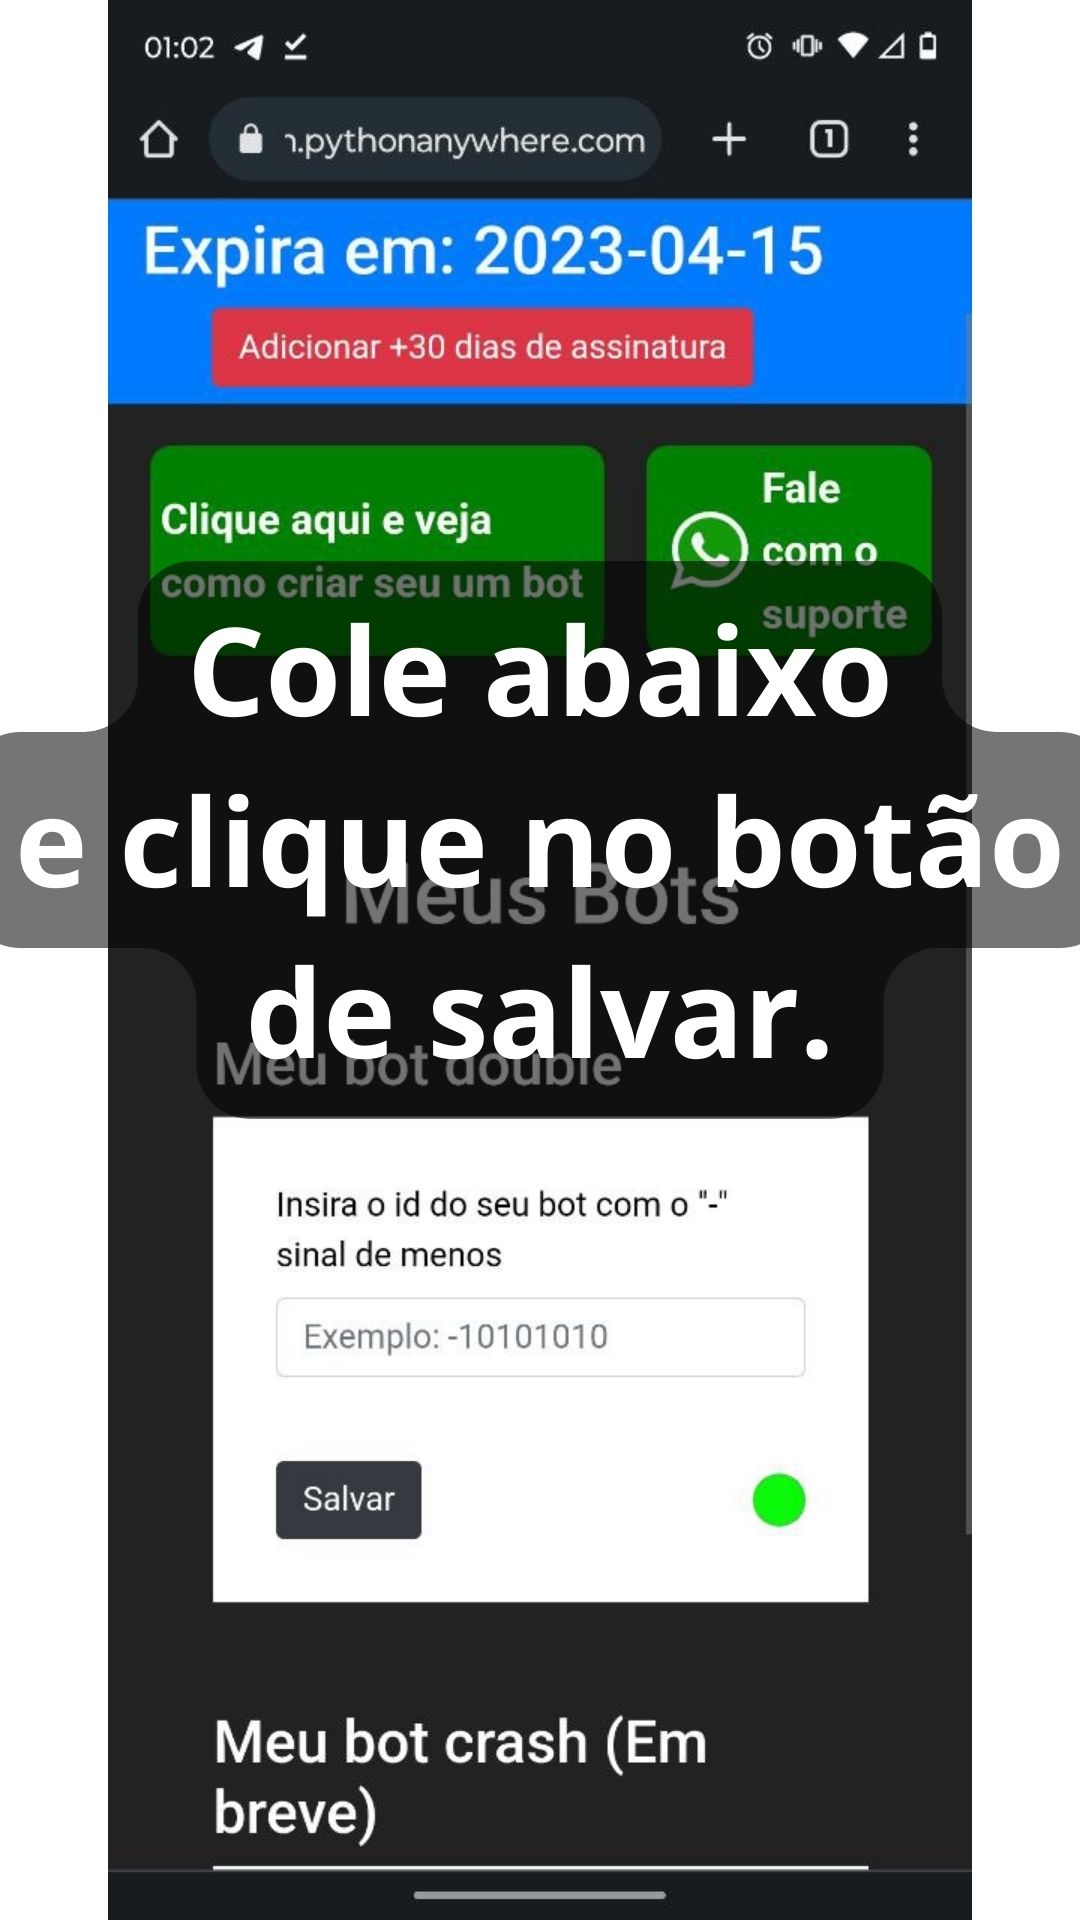 01:02
ı.pythonanywhere.com
1
Expira em: 2023-04-15
Adicionar +30 dias de assinatura
Clique aqui e veja
como criar seu um bot
Fale
com o
suporte
Cole abaixo
e clique no botão
de salvar.
Meus Bots
Meu bot double
Insira o id do seu bot com o "-"
sinal de menos
Exemplo: -10101010
Salvar
Meu bot crash (Em
breve)